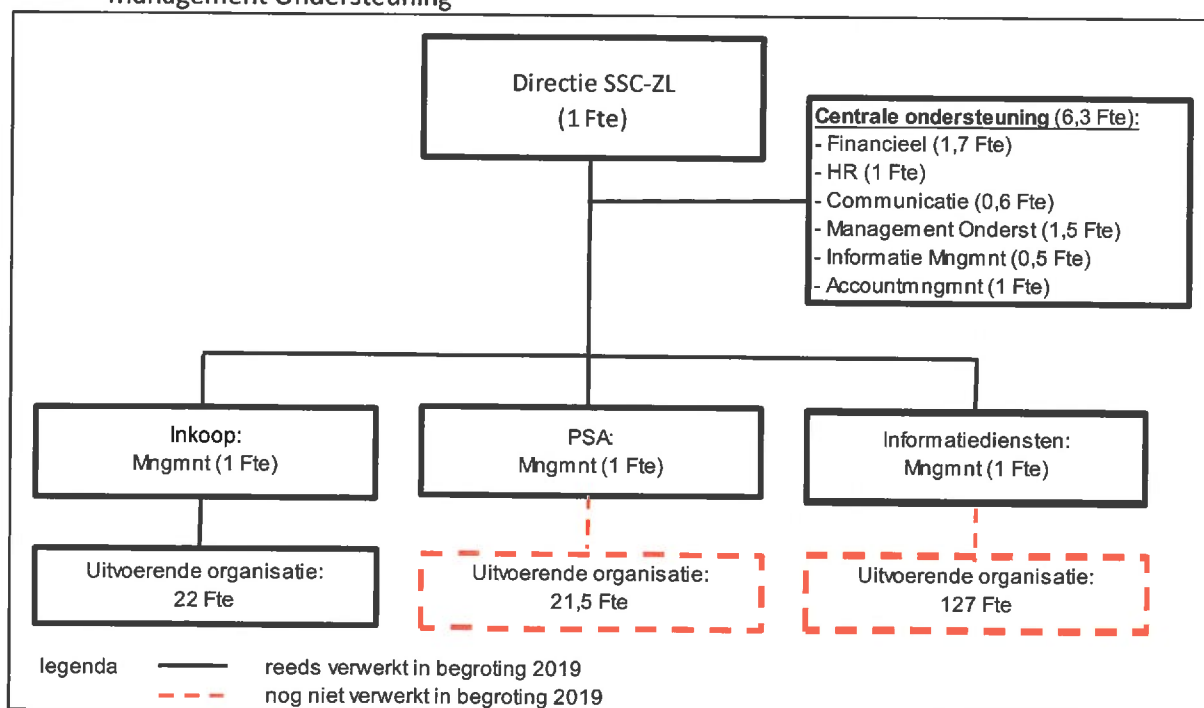 Management Ondersteuning
Directie SSC-ZL
(1 Fte)
Centrale ondersteuning (6,3 Fte):
- Financieel (1,7 Fte)
- HR (1 Fte)
- Communicatie (0,6 Fte)
- Management Onderst (1,5 Fte)
- Informatie Mngmnt (0,5 Fte)
- Accountmngmnt (1 Fte)
Inkoop:
Mngmnt (1 Fte)
PSA:
Mngmnt (1 Fte)
Informatiediensten:
Mngmnt (1 Fte)
Uitvoerende organisatie:
22 Fte
Uitvoerende organisatie:
21,5 Fte
Uitvoerende organisatie:
127 Fte
legenda
reeds verwerkt in begroting 2019
nog niet verwerkt in begroting 2019